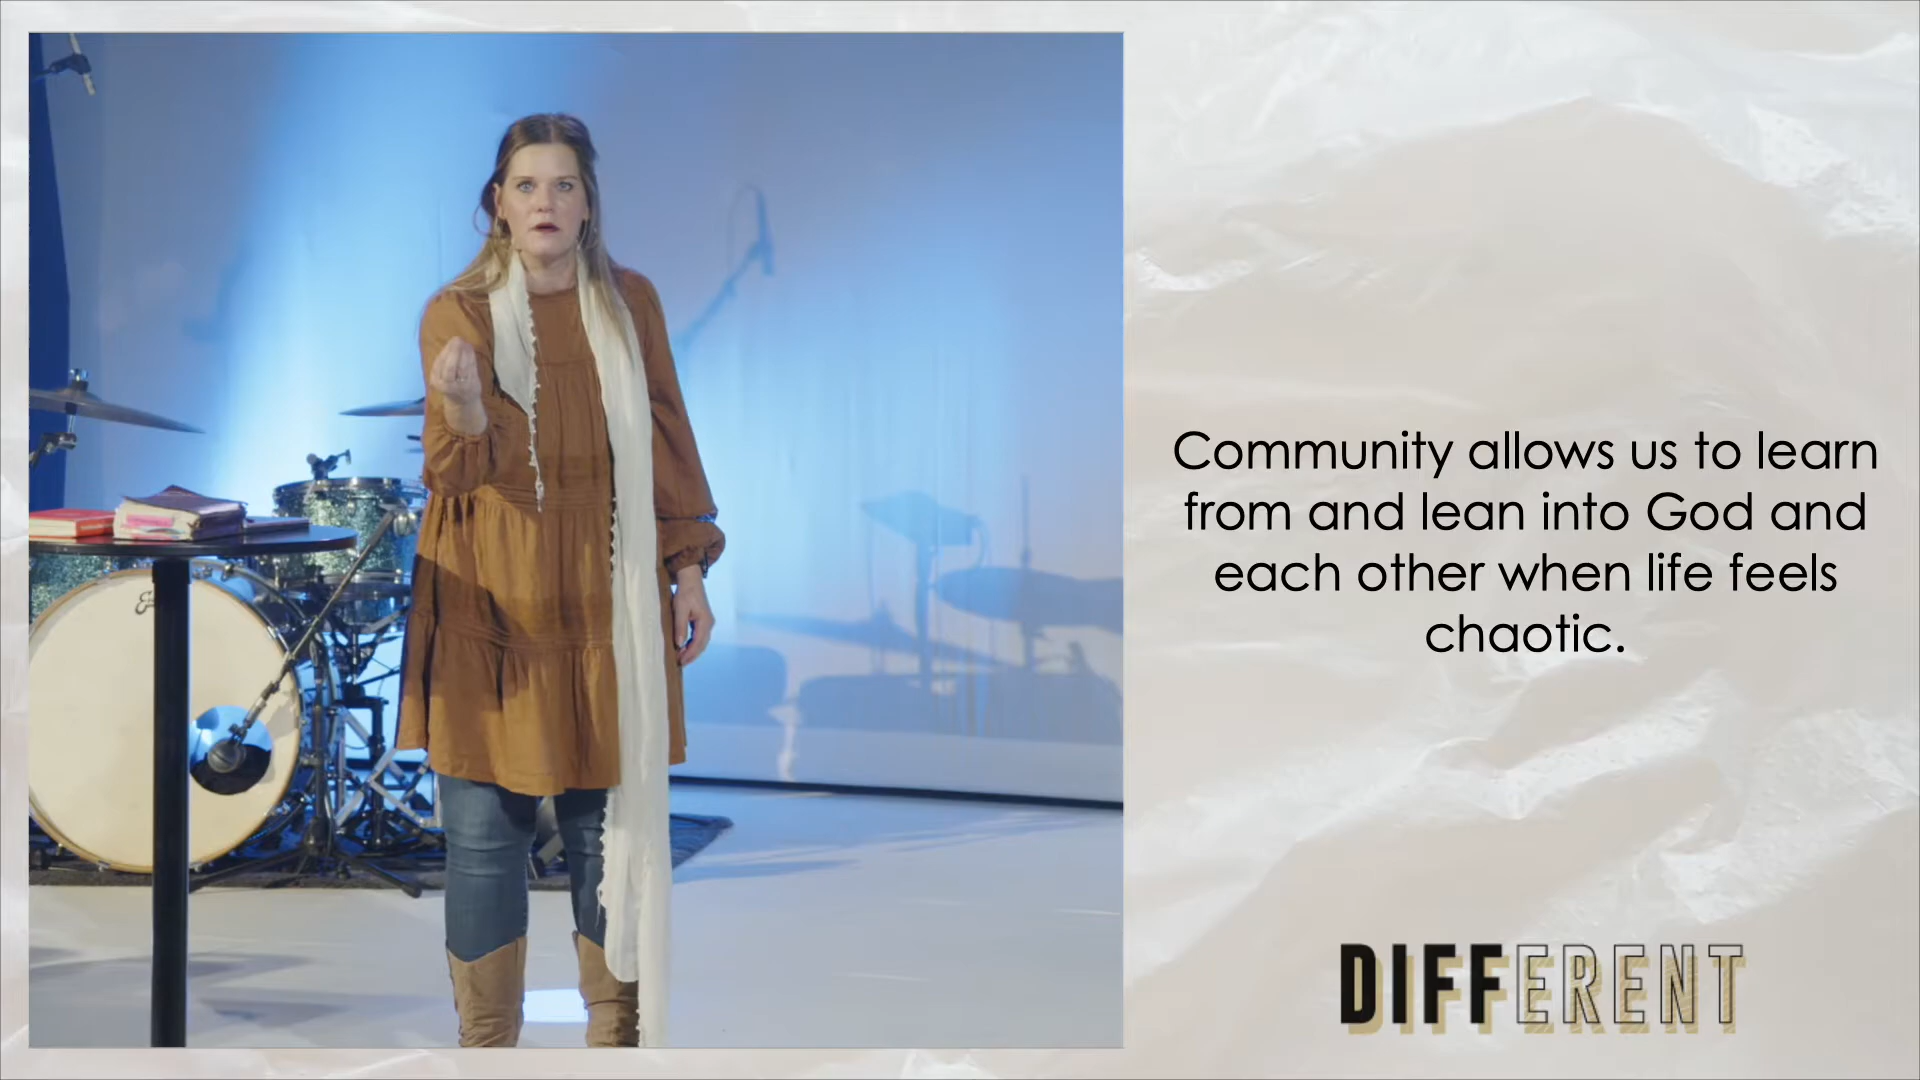 Community allows us to learn
from and lean into God and
each other when life feels
chaotic.
DIFFERENT